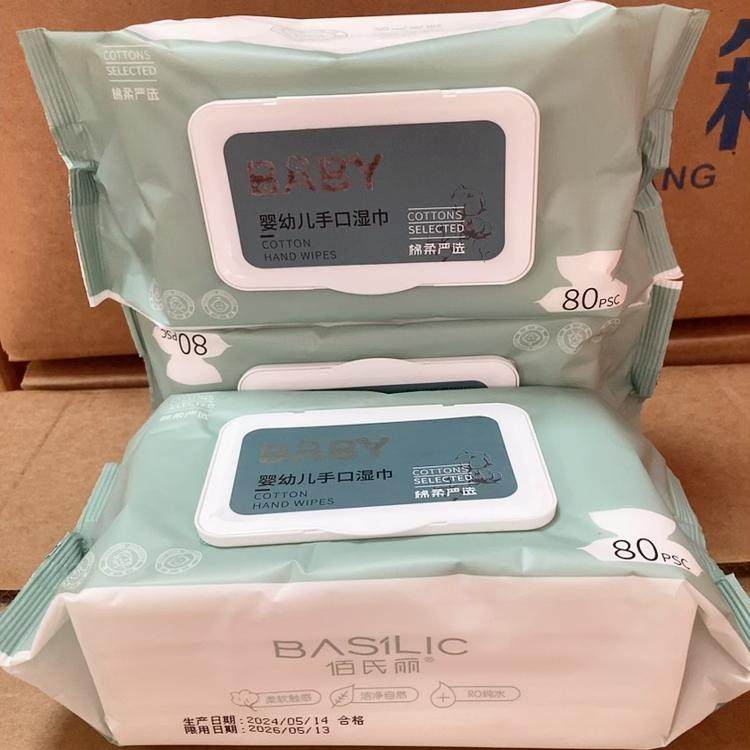 COTTONS
SELECTED
棉柔严选
BABY
婴幼儿手口湿巾
COTTON
HAND WIPES
COTTONS
SELECTED
棉柔严选
80PSC
ANG
80PSC
BABY
婴幼儿手口湿巾
COTTON
HAND WIPES
COTTONS
SELECTED
棉柔严选
80PSC
BASILIC
佰氏丽®
柔软触感
洁净自然
RO纯水
生产日期:2024/05/14 合格
限用日期:2026/05/13